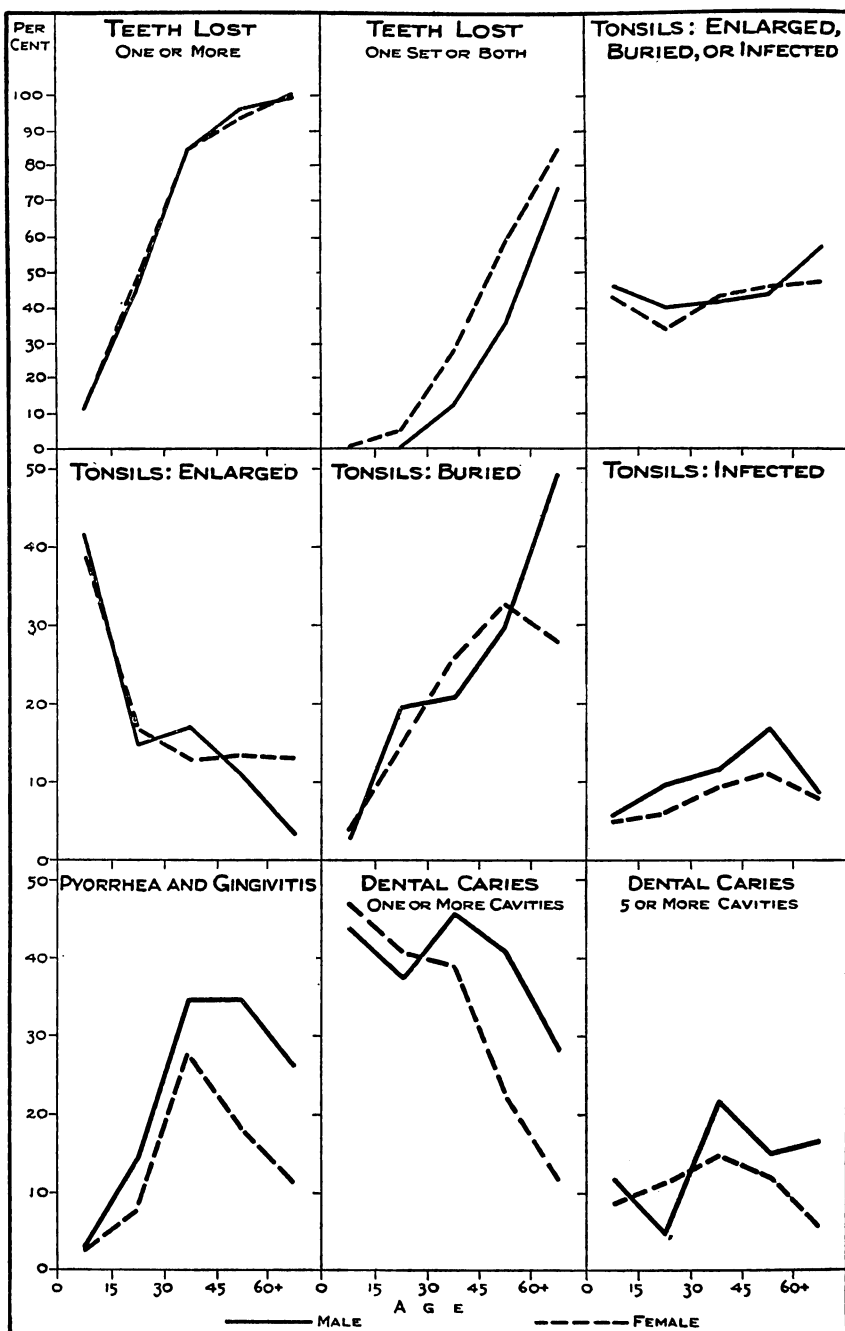 PER CENT
TEETH LOST
ONE OR MORE
TEETH LOST
ONE SET OR BOTH
TONSILS: ENLARGED,
BURIED, OR INFECTED
100
90
80
70
60
50
40
30
20
10
0
TONSILS: ENLARGED
TONSILS: BURIED
TONSILS: INFECTED
50
40
30
20
10
0
PYORRHEA AND GINGIVITIS
DENTAL CARIES
ONE OR MORE CAVITIES
DENTAL CARIES
5 OR MORE CAVITIES
50
40
30
20
10
0
0 15 30 45 60+ 0 15 30 45 60+ 0 15 30 45 60+
AGE
MALE FEMALE